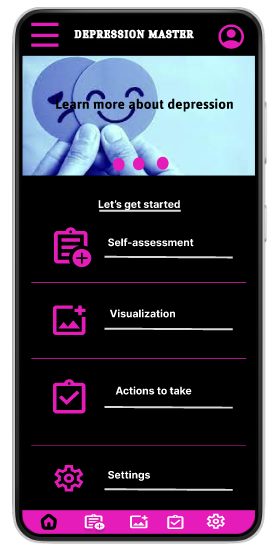 DEPRESSION MASTER
Learn more about depression
Let's get started
Self-assessment
Visualization
Actions to take
Settings